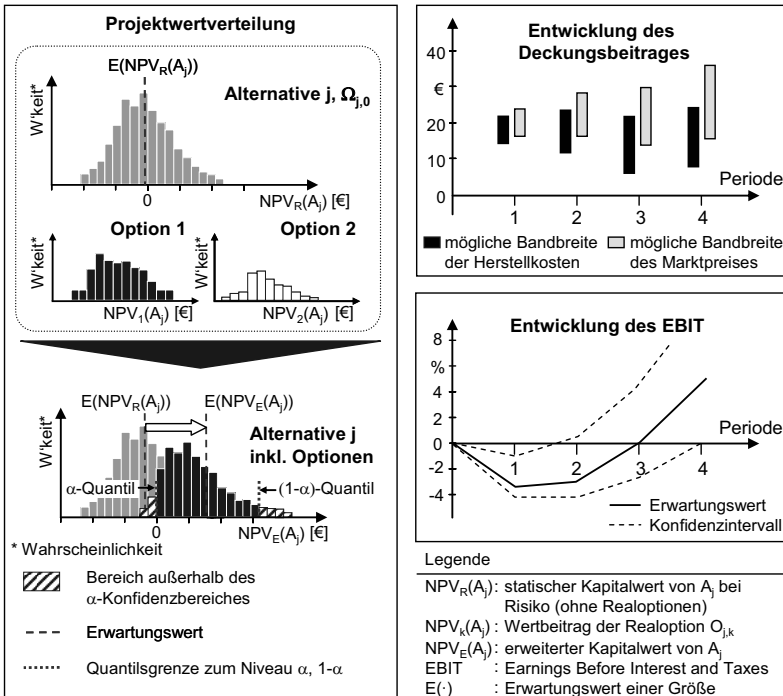 Projektwertverteilung
E(NPV_R(A_j))
Alternative j, Ω_j,0
W'keit*
0
NPV_R(A_j) [€]
Option 1
Option 2
W'keit*
W'keit*
NPV_1(A_j) [€]
NPV_2(A_j) [€]
E(NPV_R(A_j))
E(NPV_E(A_j))
W'keit*
Alternative j
inkl. Optionen
α-Quantil
(1-α)-Quantil
0
NPV_E(A_j) [€]
* Wahrscheinlichkeit
Bereich außerhalb des
α-Konfidenzbereiches
Erwartungswert
Quantilsgrenze zum Niveau α, 1-α
Entwicklung des
Deckungsbeitrages
40
€
20
10
0
Periode
1 2 3 4
mögliche Bandbreite
der Herstellkosten
mögliche Bandbreite
des Marktpreises
Entwicklung des EBIT
8
%
4
2
0
-2
-4
Periode
1 2 3 4
Erwartungswert
Konfidenzintervall
Legende
NPV_R(A_j): statischer Kapitalwert von A_j bei
Risiko (ohne Realoptionen)
NPV_k(A_j): Wertbeitrag der Realoption O_j,k
NPV_E(A_j): erweiterter Kapitalwert von A_j
EBIT : Earnings Before Interest and Taxes
E(·) : Erwartungswert einer Größe